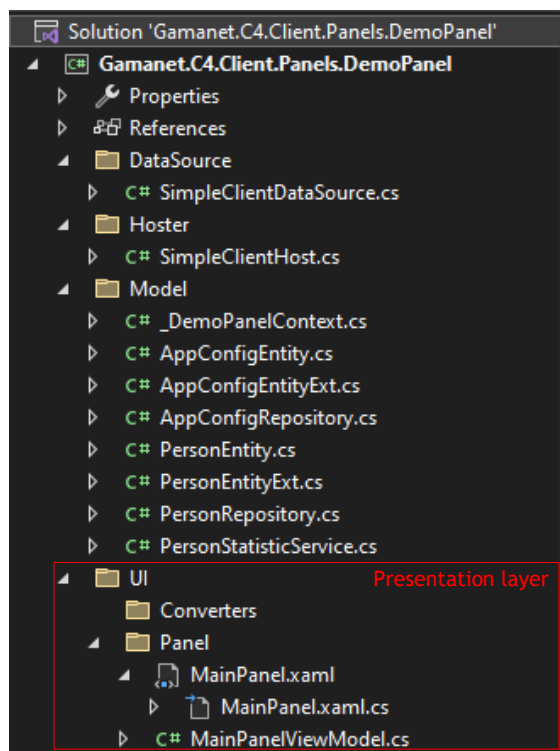 Solution 'Gamanet.C4.Client.Panels.DemoPanel'
C# Gamanet.C4.Client.Panels.DemoPanel
Properties
References
DataSource
C# SimpleClientDataSource.cs
Hoster
C# SimpleClientHost.cs
Model
C# _DemoPanelContext.cs
C# AppConfigEntity.cs
C# AppConfigEntityExt.cs
C# AppConfigRepository.cs
C# PersonEntity.cs
C# PersonEntityExt.cs
C# PersonRepository.cs
C# PersonStatisticService.cs
UI Presentation layer
Converters
Panel
MainPanel.xaml
MainPanel.xaml.cs
C# MainPanelViewModel.cs